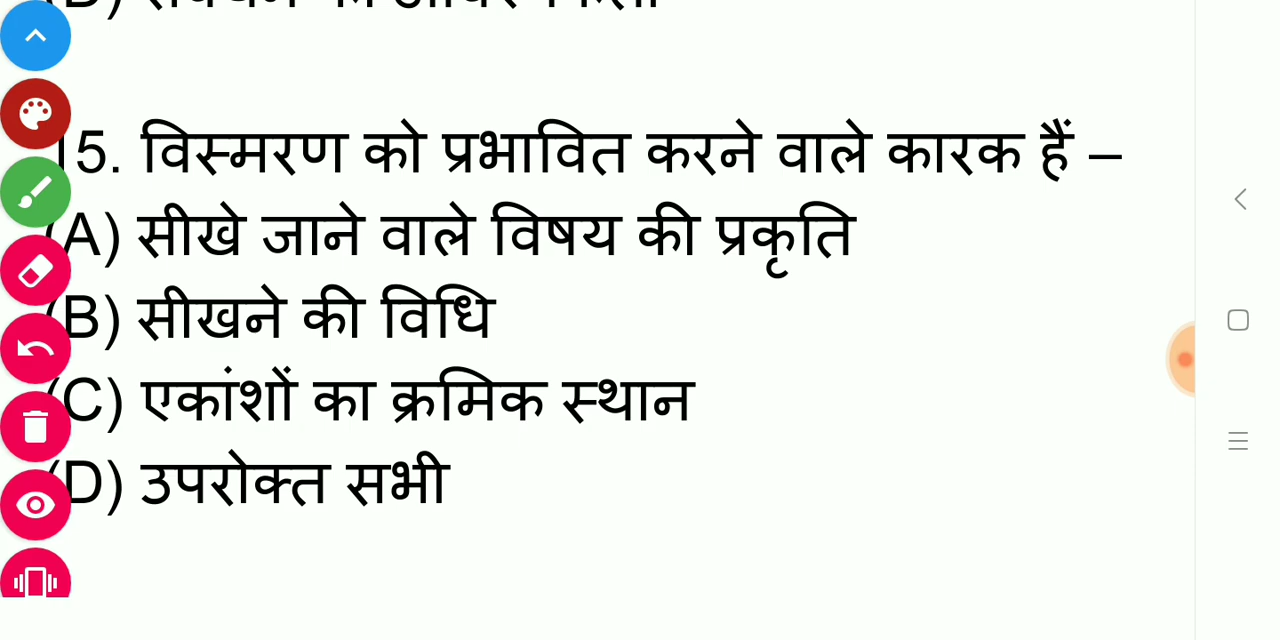 15. विस्मरण को प्रभावित करने वाले कारक हैं –
(A) सीखे जाने वाले विषय की प्रकृति
(B) सीखने की विधि
(C) एकांशों का क्रमिक स्थान
(D) उपरोक्त सभी